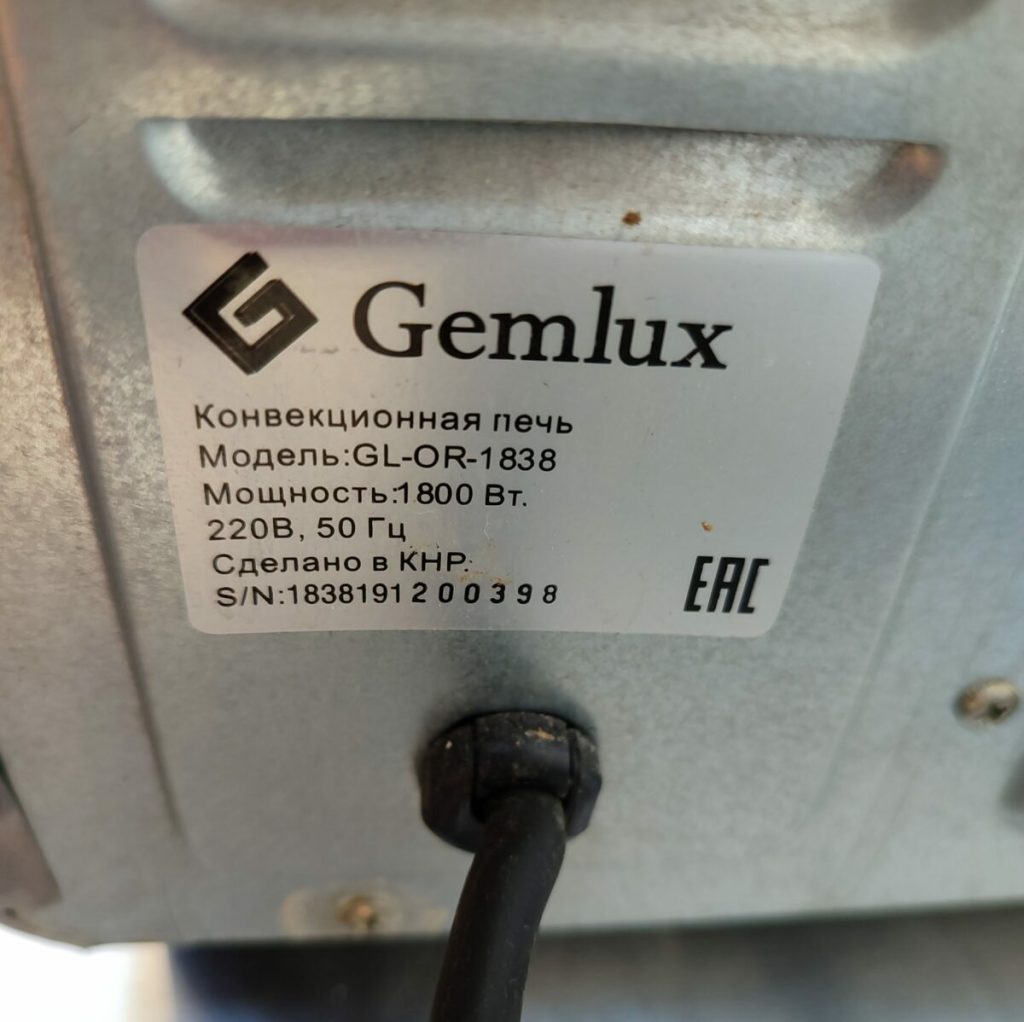 Gemlux
Конвекционная печь
Модель:GL-OR-1838
Мощность:1800 Вт.
220В, 50 Гц
Сделано в КНР.
S/N:1838191200398
EAC